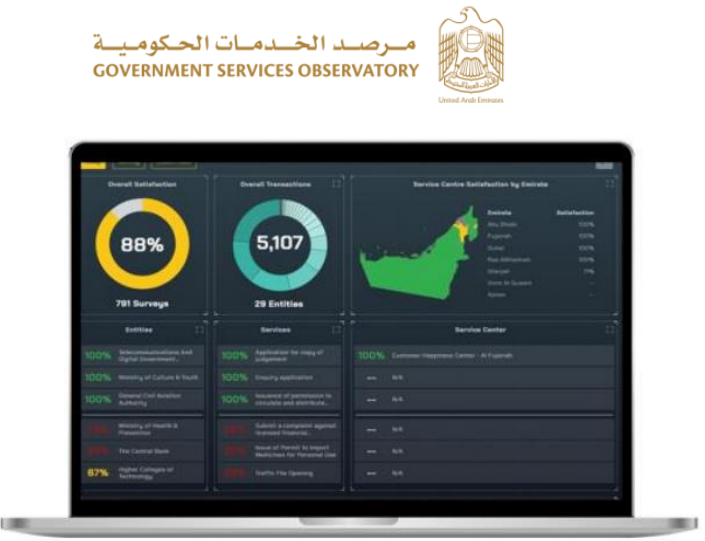 مـرصـد الخـدمـات الحـكـومـيـة
GOVERNMENT SERVICES OBSERVATORY
United Arab Emirates
Overall Satisfaction
88%
791 Surveys
Overall Transactions
5,107
29 Entities
Service Centre Satisfaction by Emirate
Emirate Satisfaction
Abu Dhabi 100%
Fujairah 100%
Dubai 100%
Ras AlKhaimah 100%
Sharjah
Umm Al Quwain --
Ajman --
Entities
100% Telecommunications And
Digital Government..
100% Ministry of Culture & Youth
100% General Civil Aviation
Authority
Ministry of Health &
Prevention
The Central Bank
67% Higher Colleges of
Technology
Services
100% Application for copy of
judgement
100% Enquiry application
100% Issuance of permission to
circulate and distribute..
Submit a complaint against
licensed financial..
Issue of Permit to Import
Medicines for Personal Use
Traffic File Opening
Service Center
100% Customer Happiness Center - Al Fujairah
-- N/A
-- N/A
-- N/A
-- N/A
-- N/A